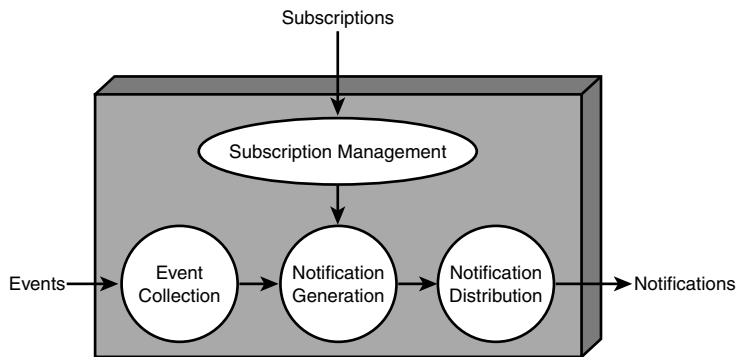 Subscriptions
Subscription Management
Events
Event
Collection
Notification
Generation
Notification
Distribution
Notifications